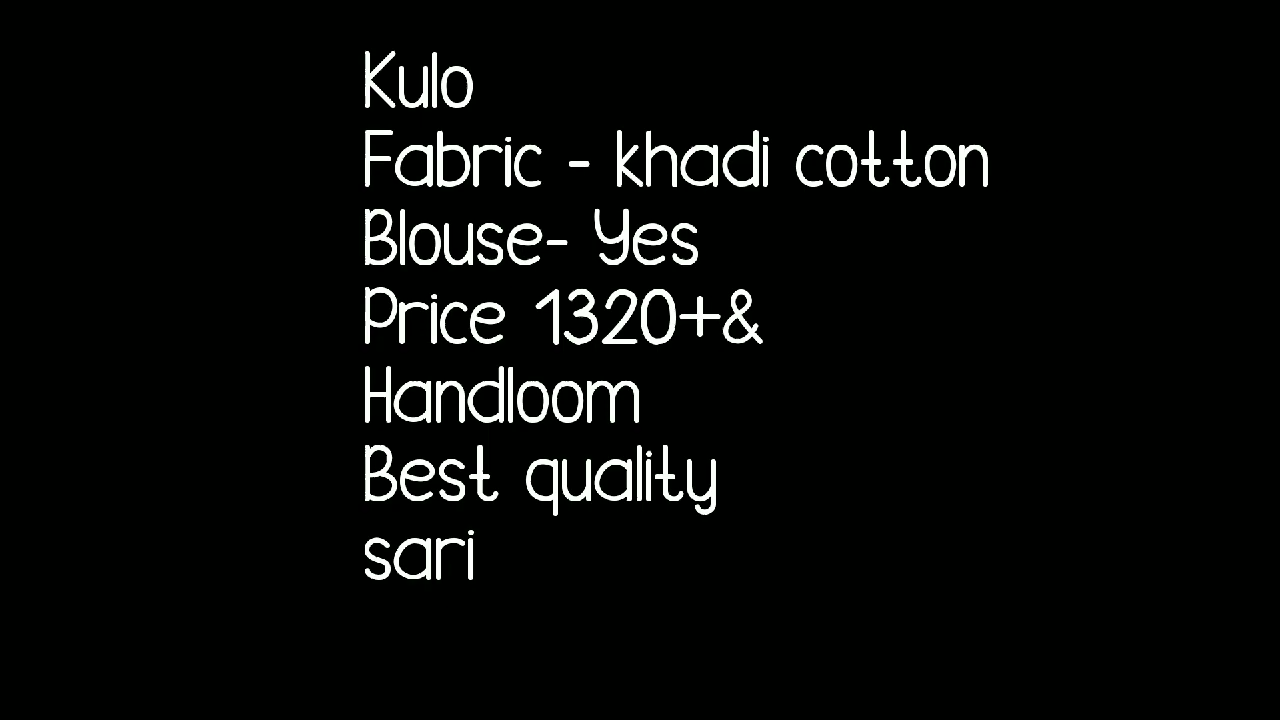 Kulo
Fabric - khadi cotton
Blouse- Yes
Price 1320+&
Handloom
Best quality
sari